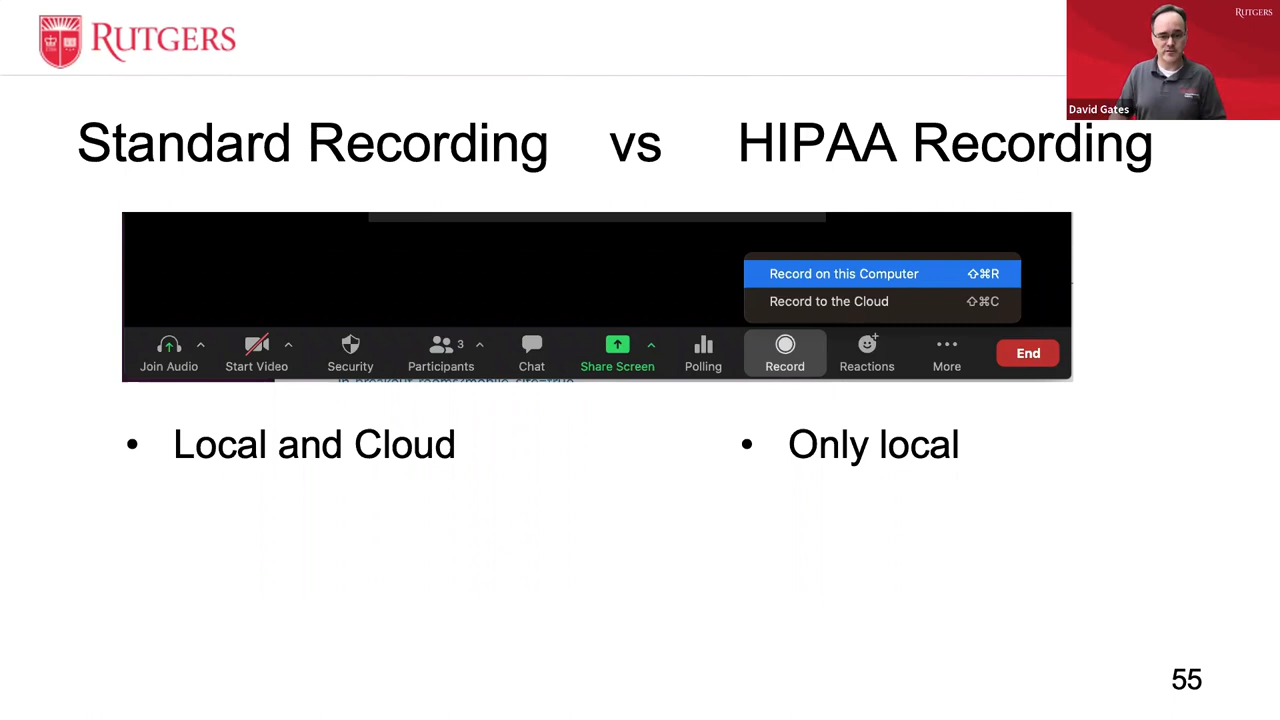 RUTGERS
RUTGERS
David Gates
Standard Recording vs HIPAA Recording
Record on this Computer ⇧⌘R
Record to the Cloud ⇧⌘C
3
Join Audio Start Video Security Participants Chat Share Screen Polling Record Reactions More End
• Local and Cloud
• Only local
55